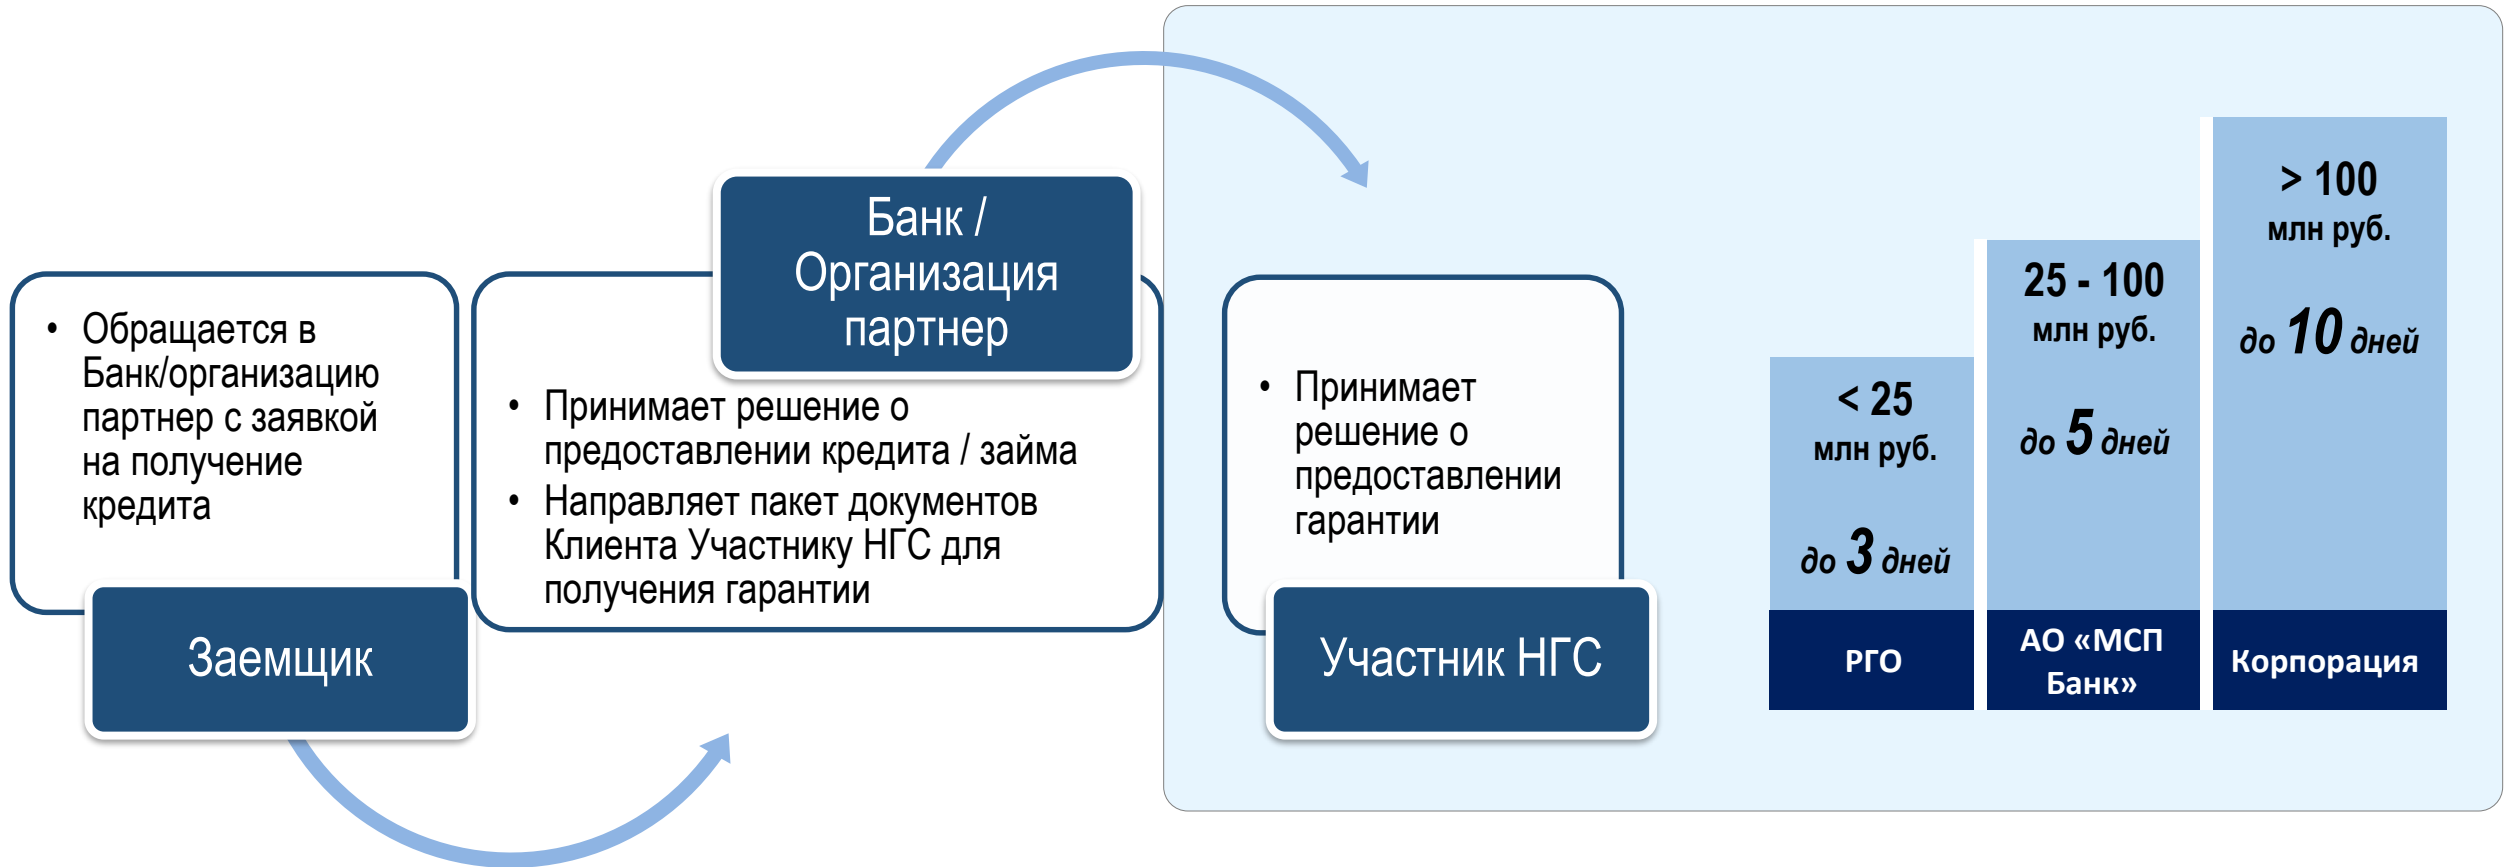 • Обращается в
Банк/организацию
партнер с заявкой
на получение
кредита
Заемщик
Банк /
Организация
партнер
• Принимает решение о
предоставлении кредита / займа
• Направляет пакет документов
Клиента Участнику НГС для
получения гарантии
• Принимает
решение о
предоставлении
гарантии
Участник НГС
< 25
млн руб.
до 3 дней
РГО
25 - 100
млн руб.
до 5 дней
АО «МСП
Банк»
> 100
млн руб.
до 10 дней
Корпорация